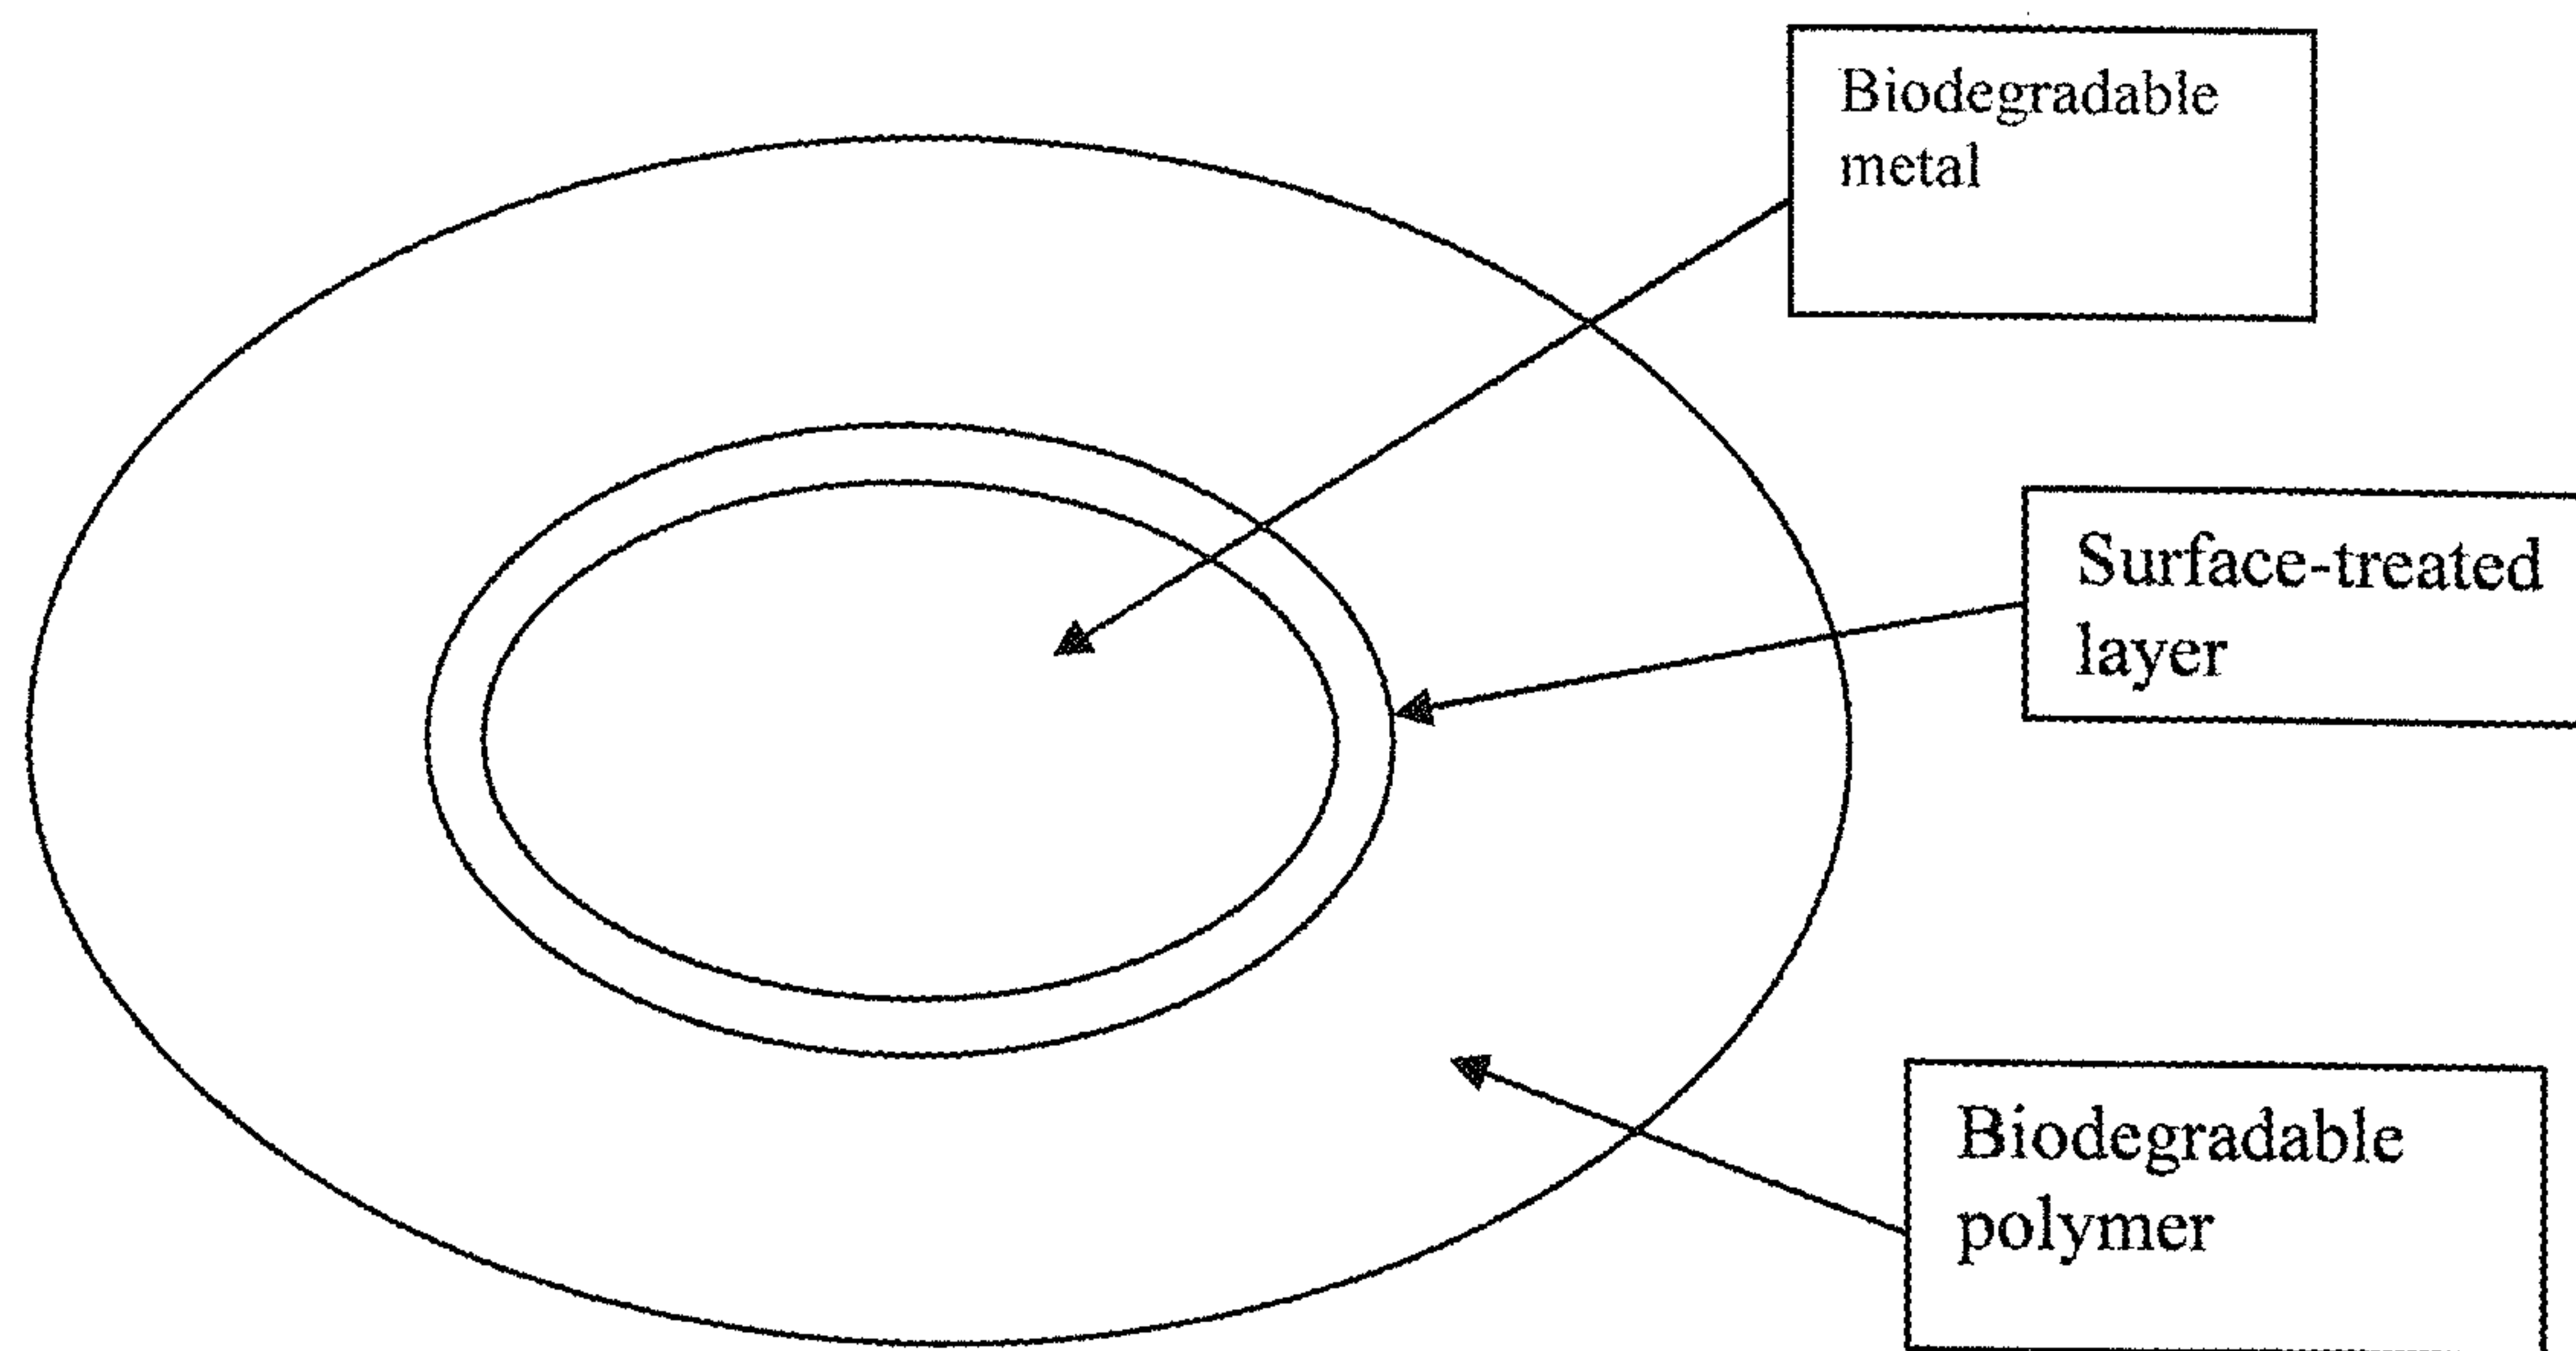 Biodegradable
metal
Surface-treated
layer
Biodegradable
polymer